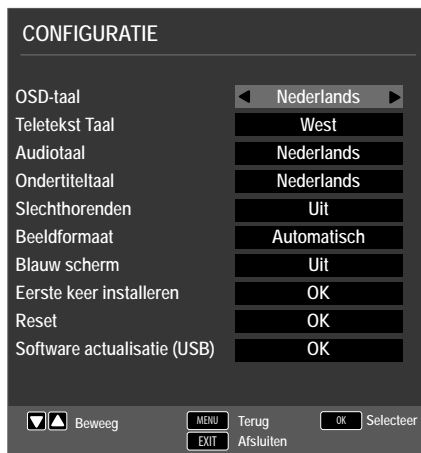 CONFIGURATIE
OSD-taal Nederlands
Teletekst Taal West
Audiotaal Nederlands
Ondertiteltaal Nederlands
Slechthorenden Uit
Beeldformaat Automatisch
Blauw scherm Uit
Eerste keer installeren OK
Reset OK
Software actualisatie (USB) OK
Beweeg MENU Terug OK Selecteer
EXIT Afsluiten